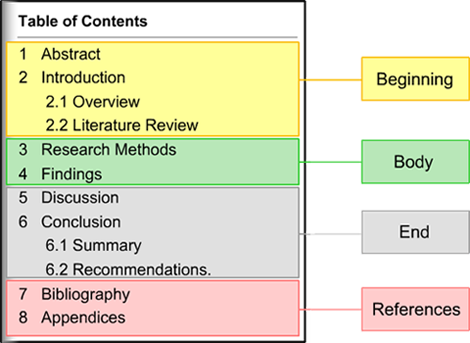 Table of Contents
1 Abstract
2 Introduction
2.1 Overview
2.2 Literature Review
3 Research Methods
4 Findings
5 Discussion
6 Conclusion
6.1 Summary
6.2 Recommendations.
7 Bibliography
8 Appendices
Beginning
Body
End
References